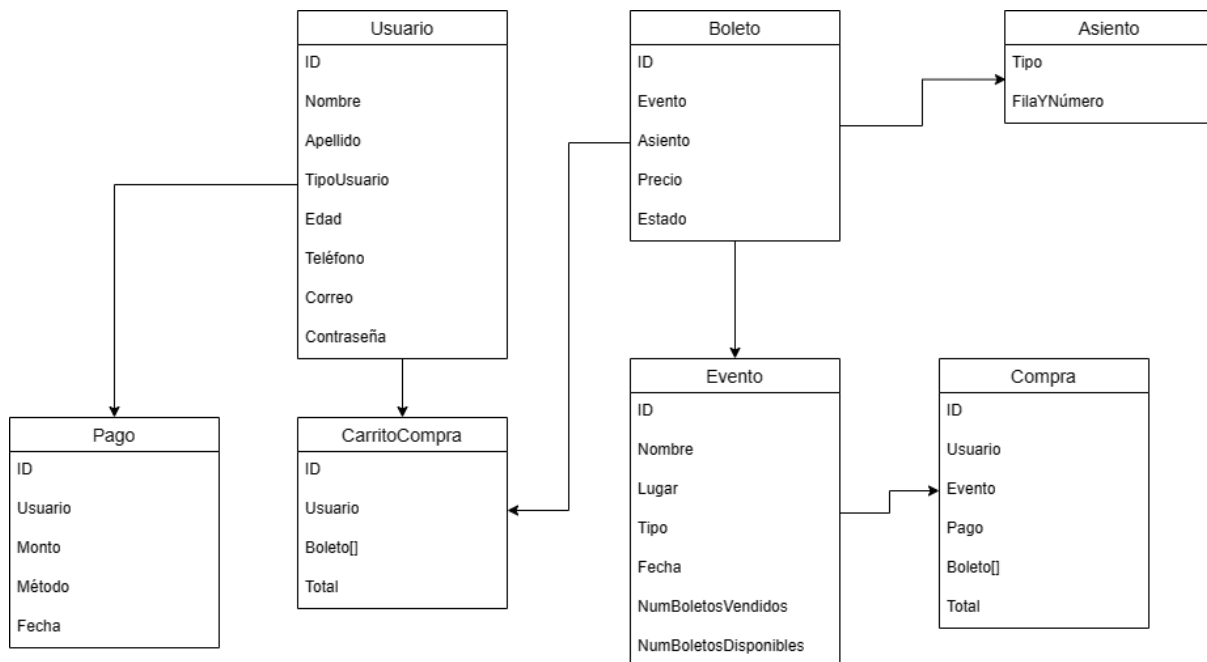 Usuario
ID
Nombre
Apellido
TipoUsuario
Edad
Teléfono
Correo
Contraseña
Boleto
ID
Evento
Asiento
Precio
Estado
Asiento
Tipo
FilaYNúmero
Pago
ID
Usuario
Monto
Método
Fecha
CarritoCompra
ID
Usuario
Boleto[]
Total
Evento
ID
Nombre
Lugar
Tipo
Fecha
NumBoletosVendidos
NumBoletosDisponibles
Compra
ID
Usuario
Evento
Pago
Boleto[]
Total